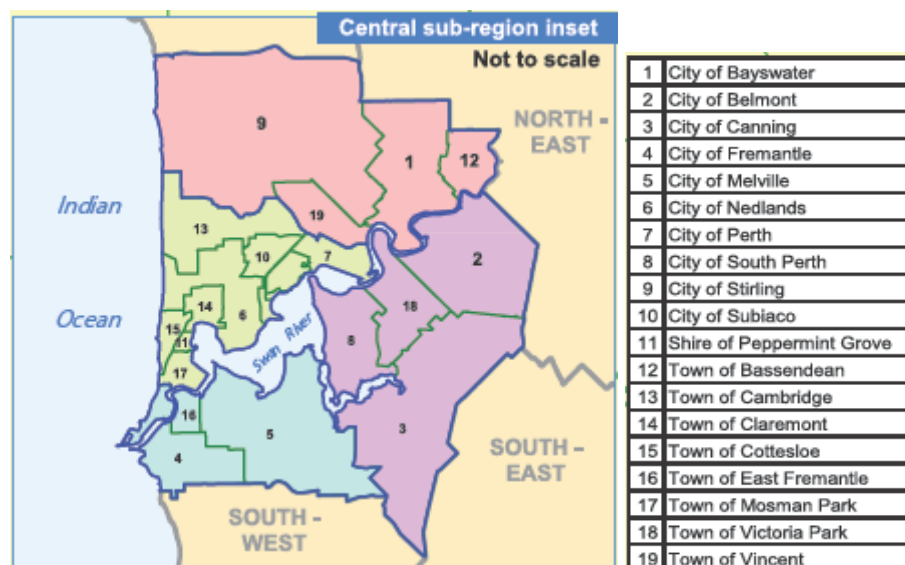 Central sub-region inset
Not to scale
NORTH -
EAST
9
1
12
Indian
19
13
10
7
2
Ocean
14
6
18
15
11
Swan River
8
17
16
3
5
4
SOUTH -
EAST
SOUTH -
WEST
1 City of Bayswater
2 City of Belmont
3 City of Canning
4 City of Fremantle
5 City of Melville
6 City of Nedlands
7 City of Perth
8 City of South Perth
9 City of Stirling
10 City of Subiaco
11 Shire of Peppermint Grove
12 Town of Bassendean
13 Town of Cambridge
14 Town of Claremont
15 Town of Cottesloe
16 Town of East Fremantle
17 Town of Mosman Park
18 Town of Victoria Park
19 Town of Vincent